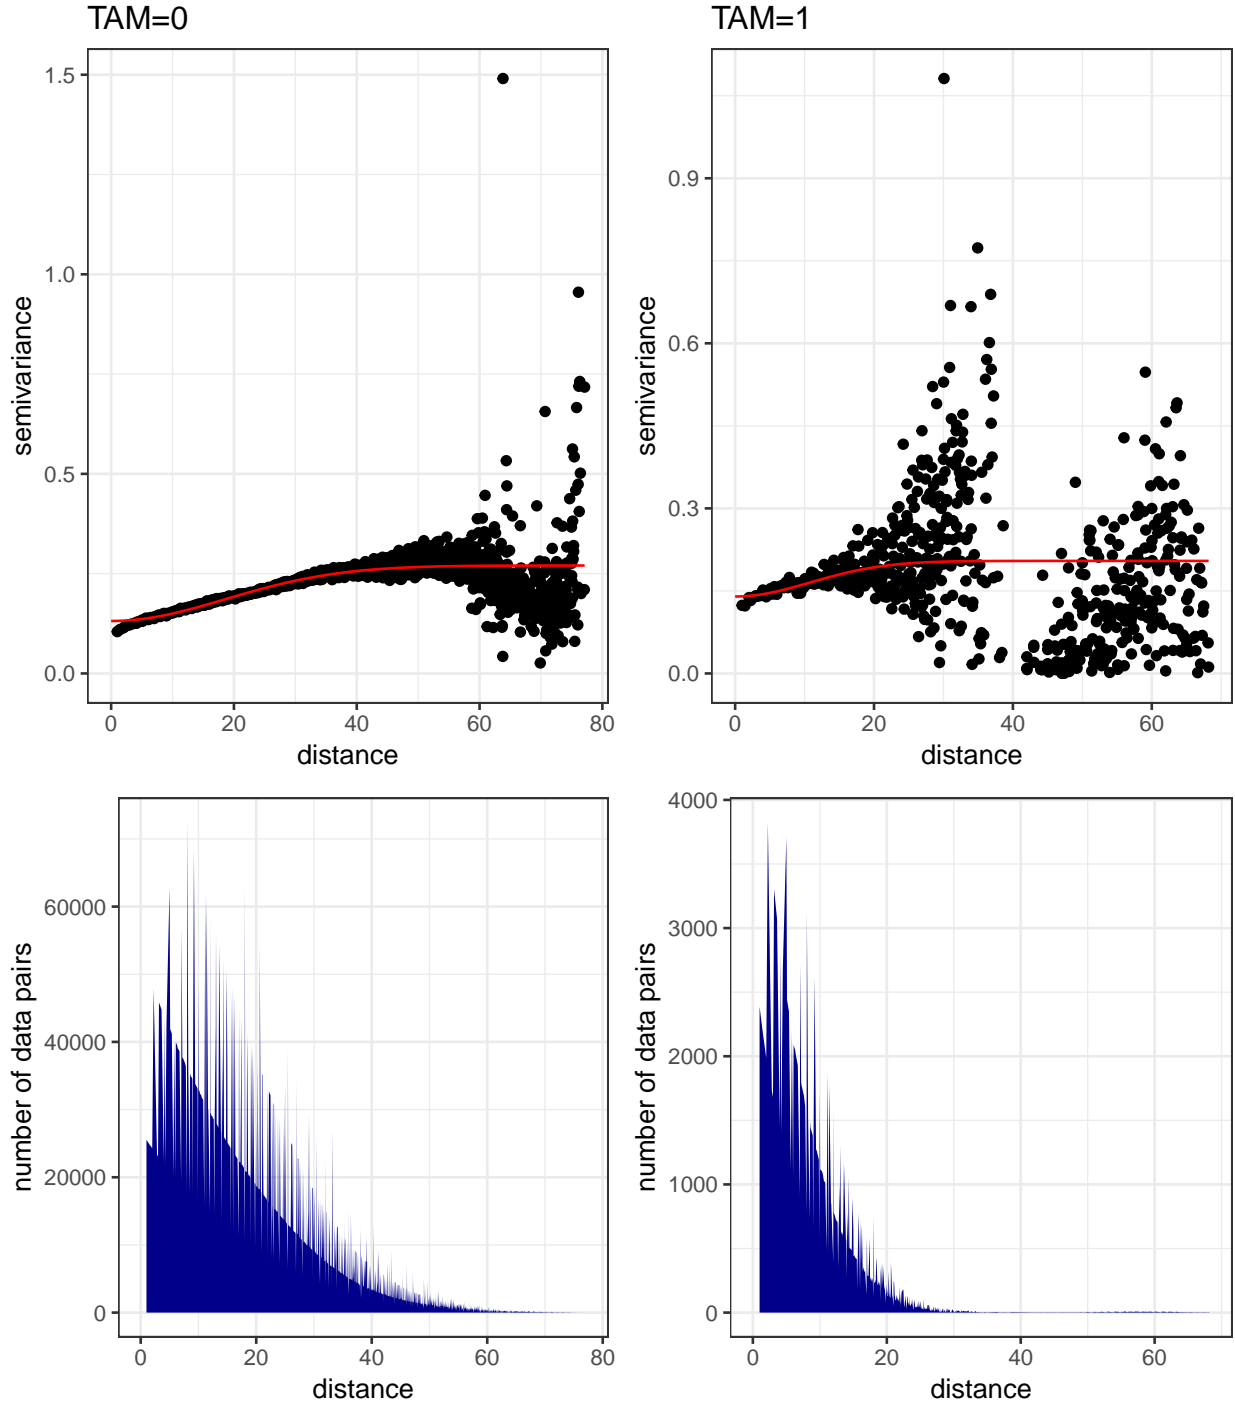 TAM=0
1.5
1.0
0.5
0.0
semivariance
0 20 40 60 80
distance
TAM=1
0.9
0.6
0.3
0.0
semivariance
0 20 40 60
distance
60000
40000
20000
0
number of data pairs
0 20 40 60 80
distance
4000
3000
2000
1000
0
number of data pairs
0 20 40 60
distance